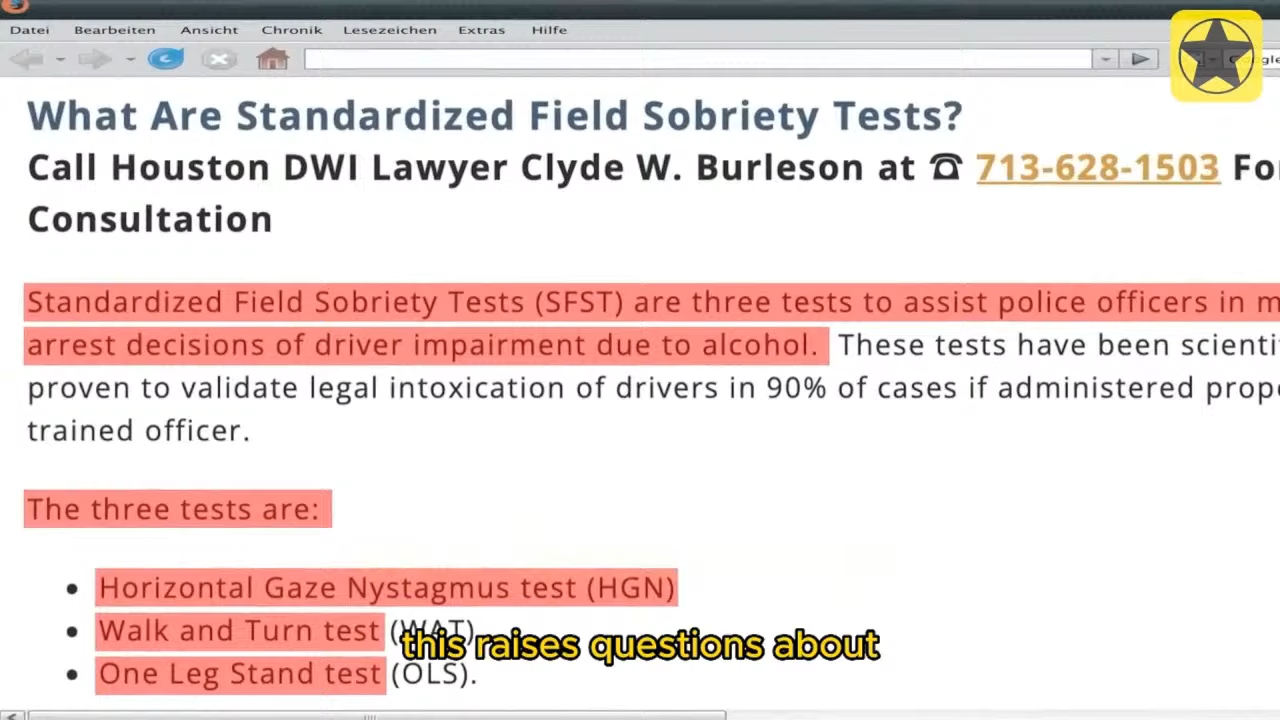 Datei Bearbeiten Ansicht Chronik Lesezeichen Extras Hilfe
What Are Standardized Field Sobriety Tests?
Call Houston DWI Lawyer Clyde W. Burleson at ☎ 713-628-1503
Consultation
Standardized Field Sobriety Tests (SFST) are three tests to assist police officers in
arrest decisions of driver impairment due to alcohol. These tests have been
proven to validate legal intoxication of drivers in 90% of cases if administered
trained officer.
The three tests are:
• Horizontal Gaze Nystagmus test (HGN)
• Walk and Turn test (WAT)
this raises questions about
• One Leg Stand test (OLS).